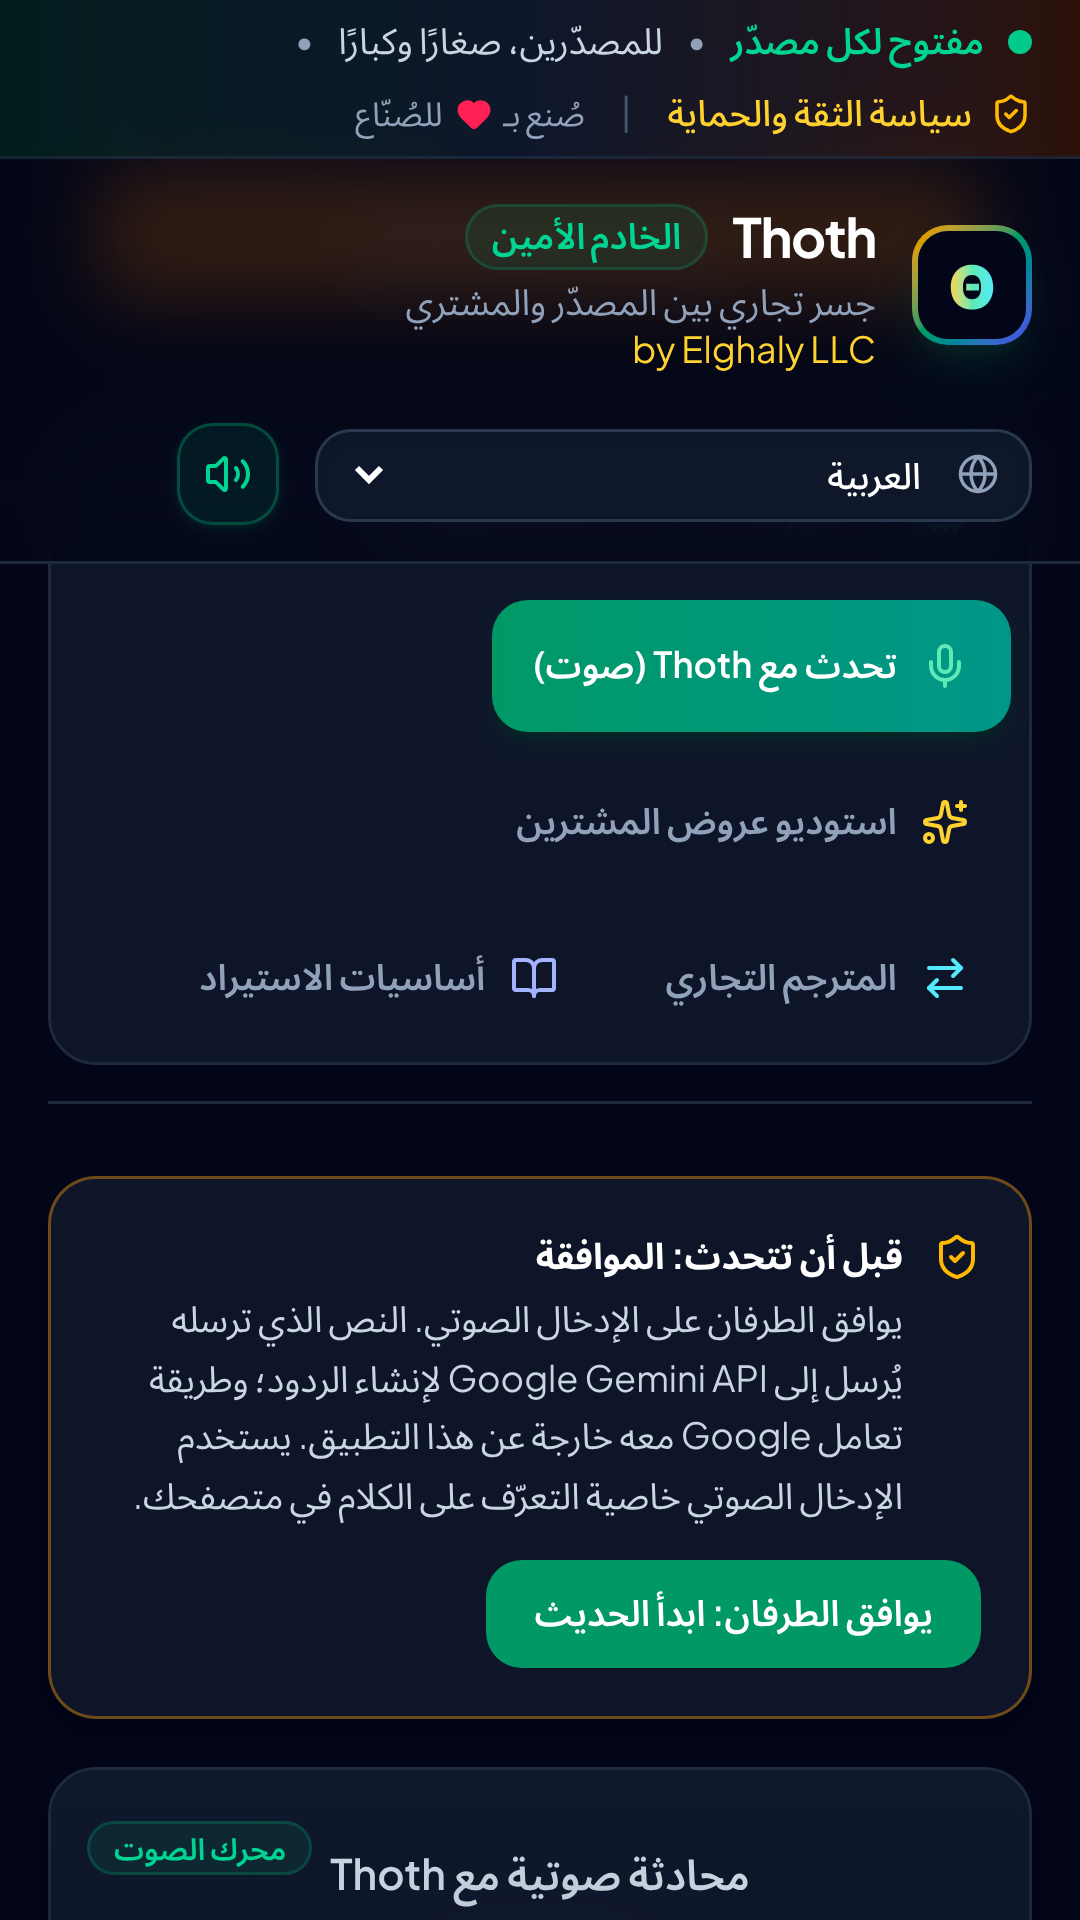 مفتوح لكل مصدّر • للمصدّرين، صغارًا وكبارًا •
سياسة الثقة والحماية | صُنع بـ ❤ للصُنّاع
Thoth الخادم الأمين
جسر تجاري بين المصدّر والمشتري
by Elghaly LLC
العربية
تحدث مع Thoth (صوت)
استوديو عروض المشترين
المترجم التجاري أساسيات الاستيراد
قبل أن تتحدث: الموافقة
يوافق الطرفان على الإدخال الصوتي. النص الذي ترسله
يُرسل إلى Google Gemini API لإنشاء الردود؛ وطريقة
تعامل Google معه خارجة عن هذا التطبيق. يستخدم
الإدخال الصوتي خاصية التعرّف على الكلام في متصفحك.
يوافق الطرفان: ابدأ الحديث
محرك الصوت
محادثة صوتية مع Thoth